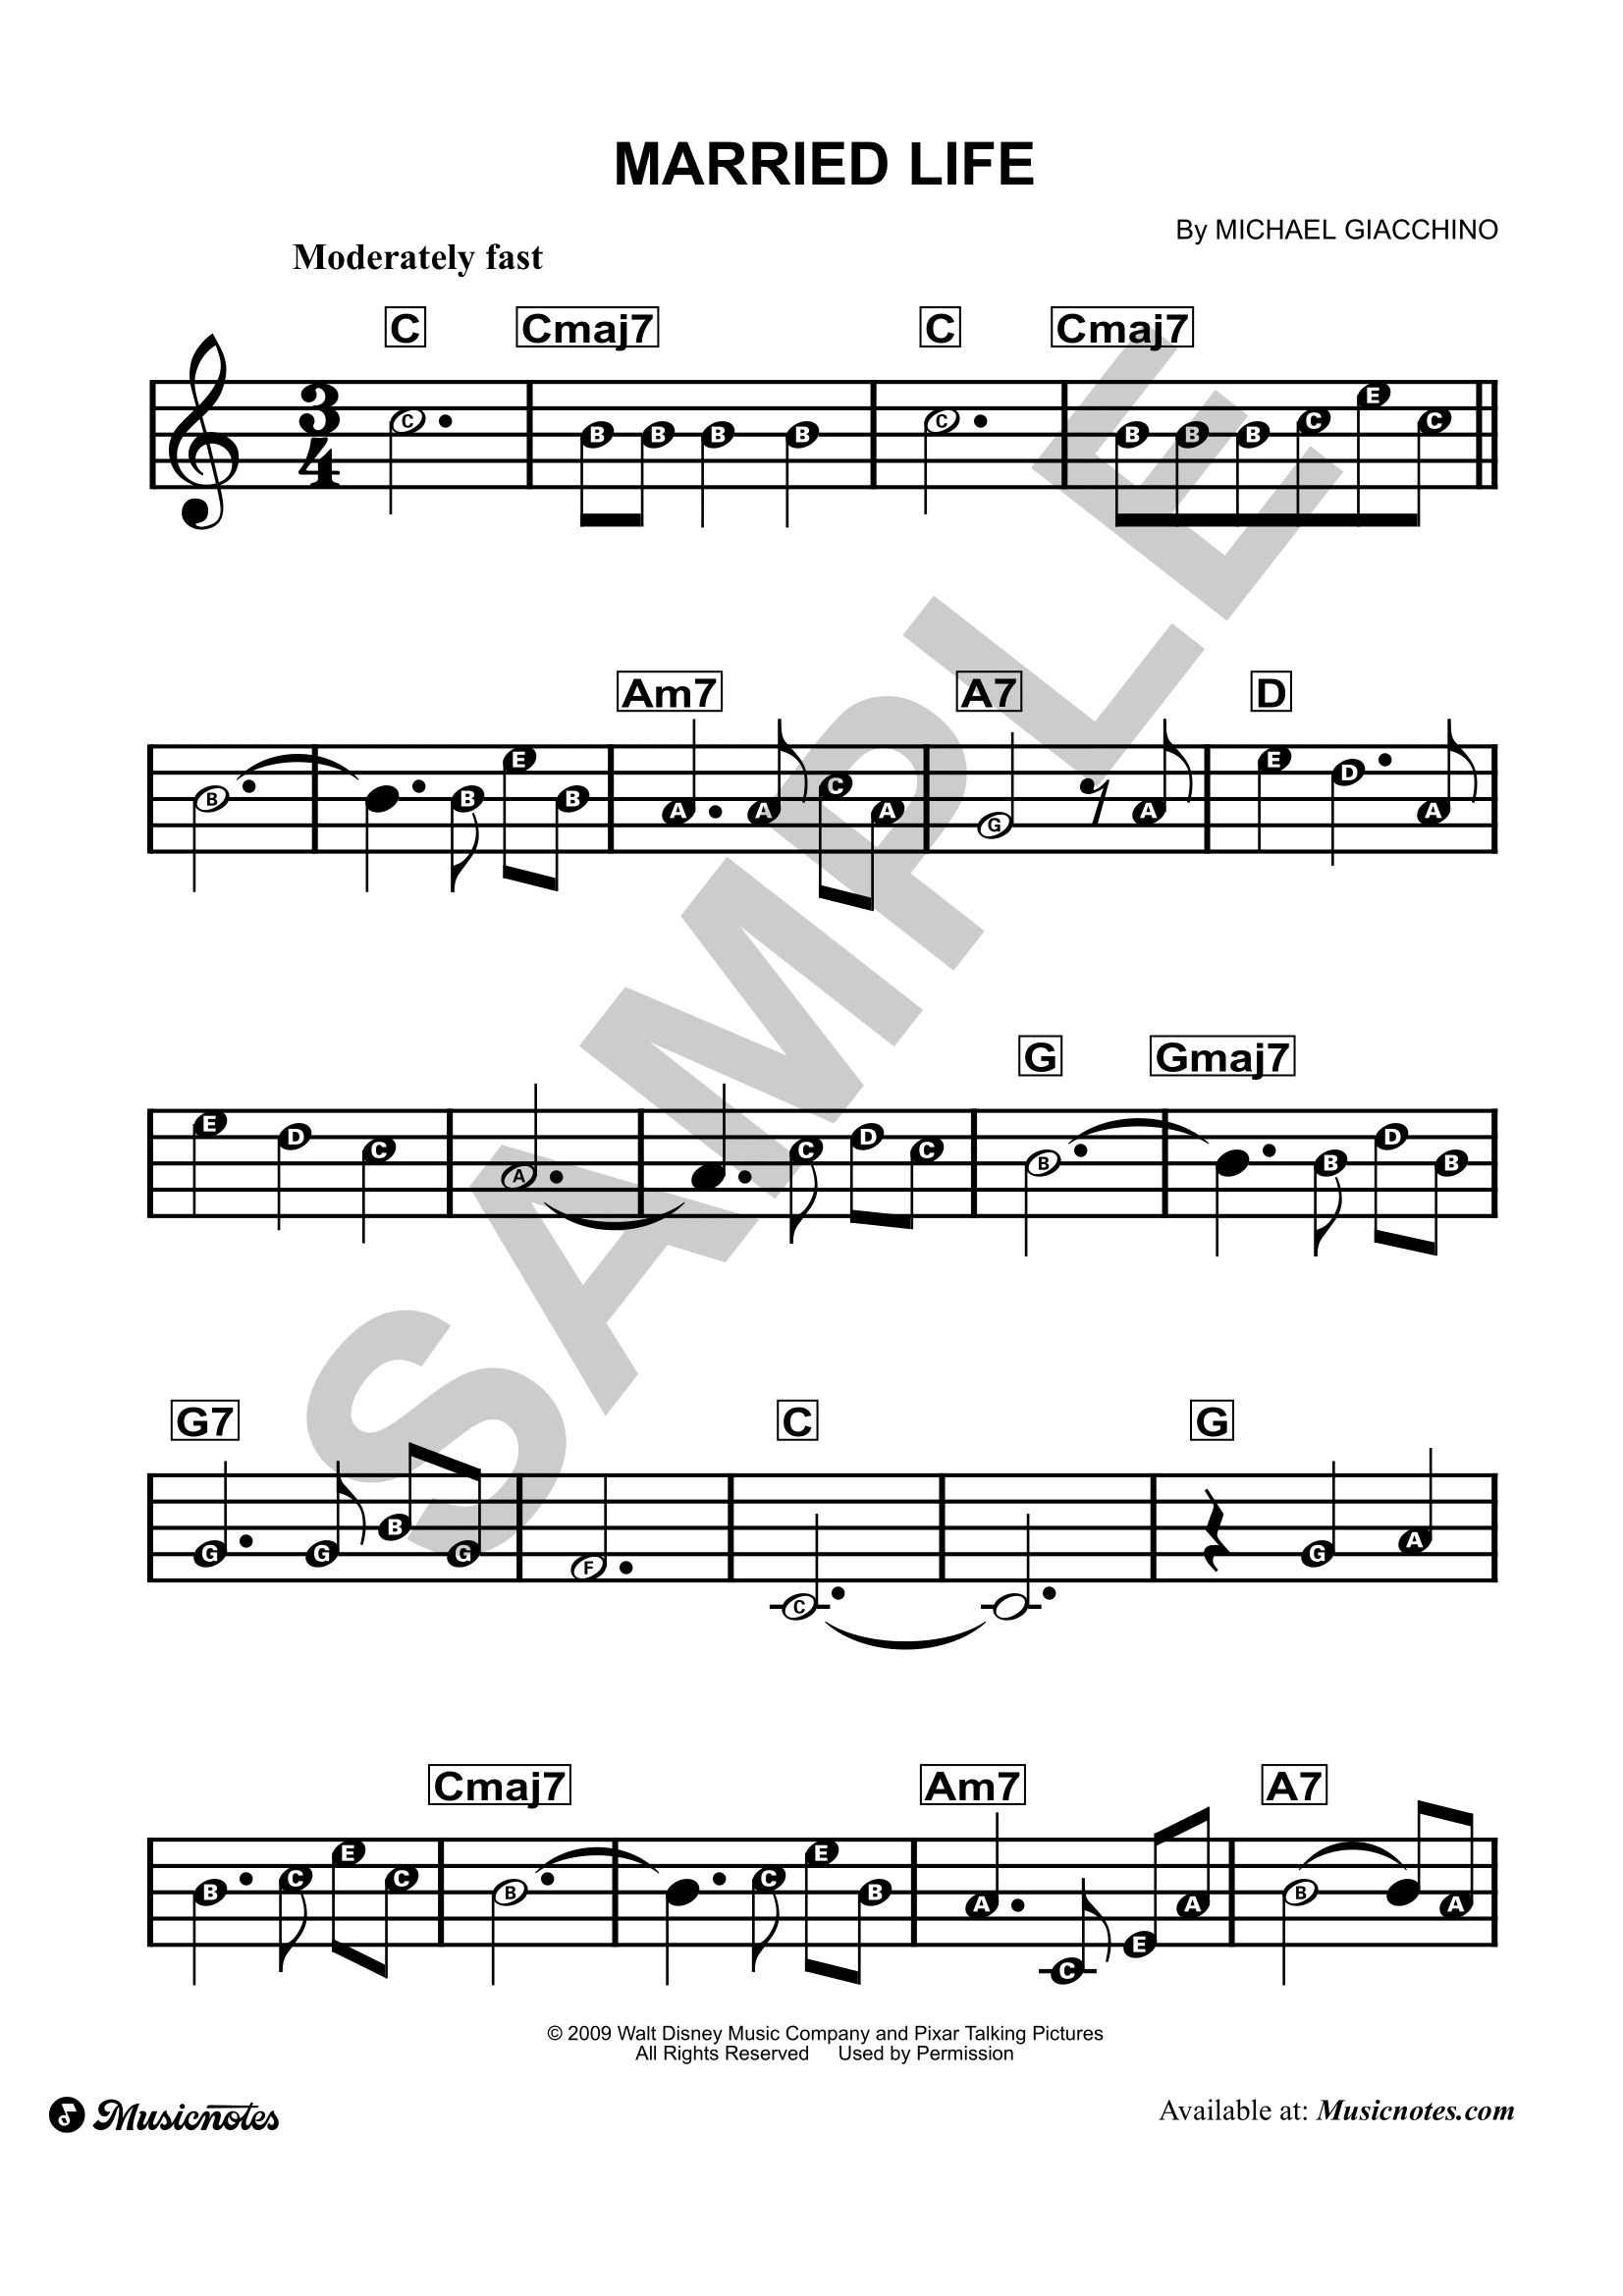 MARRIED LIFE
By MICHAEL GIACCHINO
Moderately fast
C Cmaj7 C Cmaj7
3
4
C B B B B C B B B C E C
Am7 A7 D
B B E B A A C A G A E D A
G Gmaj7
E D C A C D C B B D B
G7 C G
G G B G F C G A
Cmaj7 Am7 A7
B C E C B C E B A C E A B A
SAMPLE
© 2009 Walt Disney Music Company and Pixar Talking Pictures
All Rights Reserved Used by Permission
Musicnotes
Available at: Musicnotes.com